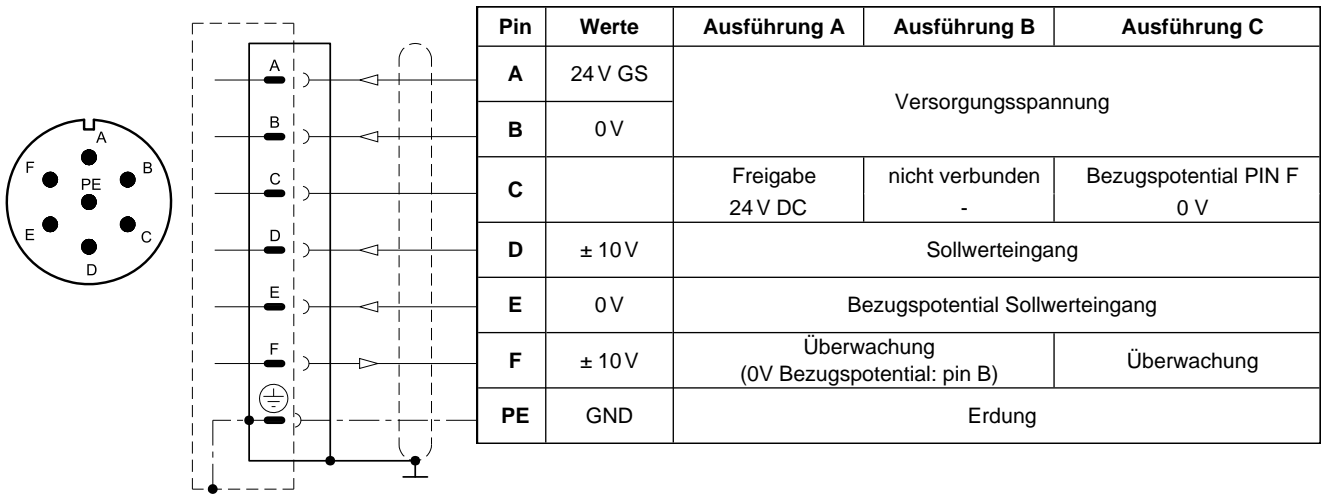 Pin Werte Ausführung A Ausführung B Ausführung C
A 24 V GS Versorgungsspannung
B 0 V
C Freigabe nicht verbunden Bezugspotential PIN F
24 V DC - 0 V
D ± 10 V Sollwerteingang
E 0 V Bezugspotential Sollwerteingang
F ± 10 V Überwachung Überwachung
(0V Bezugspotential: pin B)
PE GND Erdung
A
B
C
D
E
F
A
F B
PE
E C
D